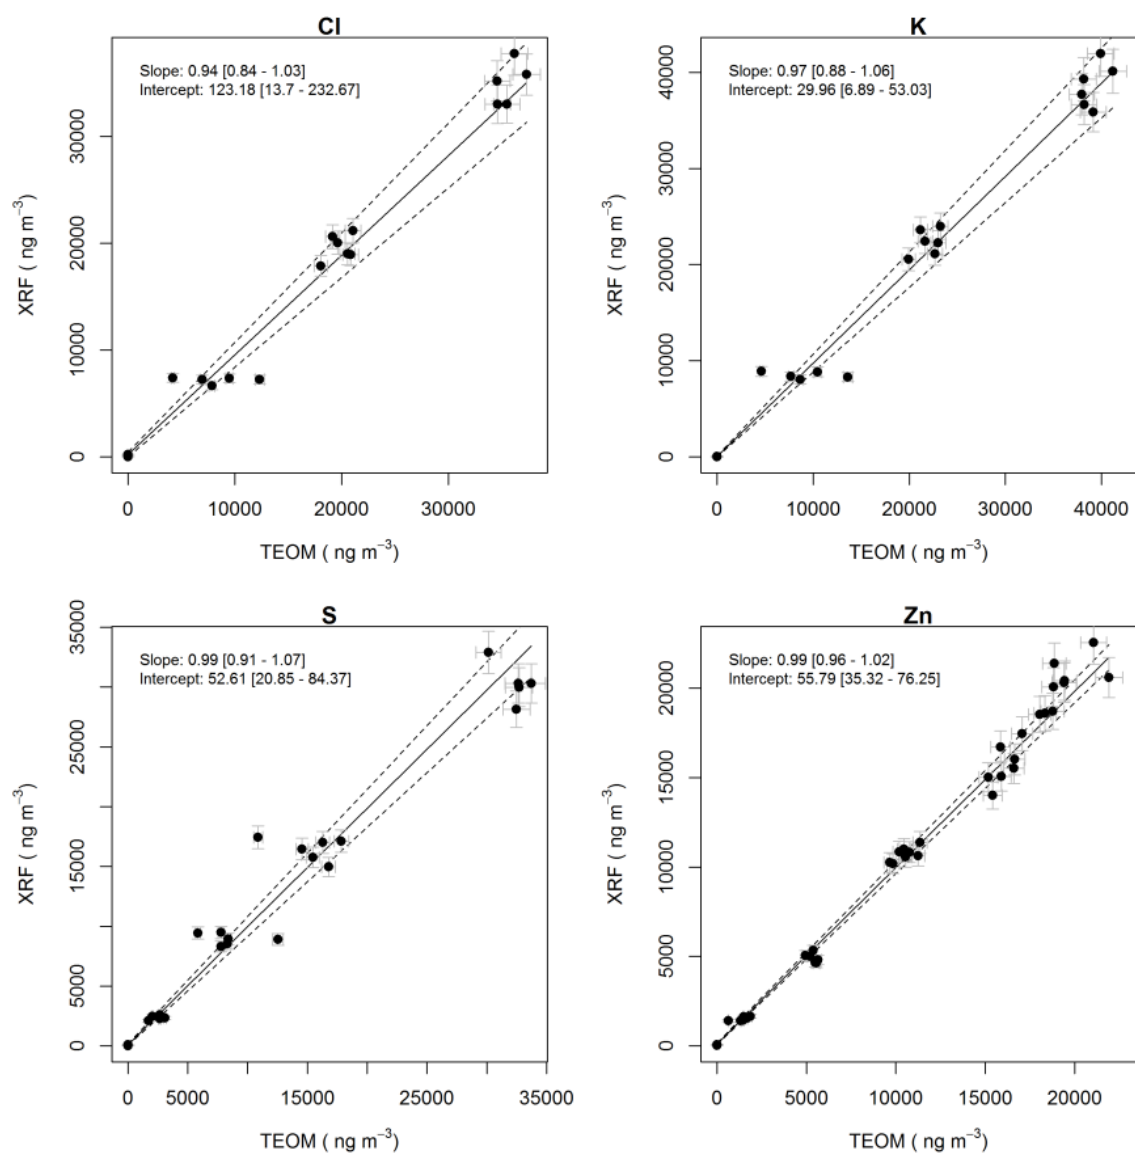 Cl
Slope: 0.94 [0.84 - 1.03]
Intercept: 123.18 [13.7 - 232.67]
XRF ( ng m⁻³)
0
10000
20000
30000
0 10000 20000 30000
TEOM ( ng m⁻³)
K
Slope: 0.97 [0.88 - 1.06]
Intercept: 29.96 [6.89 - 53.03]
XRF ( ng m⁻³)
0
10000
20000
30000
40000
0 10000 20000 30000 40000
TEOM ( ng m⁻³)
S
Slope: 0.99 [0.91 - 1.07]
Intercept: 52.61 [20.85 - 84.37]
XRF ( ng m⁻³)
0
5000
15000
25000
35000
0 5000 15000 25000 35000
TEOM ( ng m⁻³)
Zn
Slope: 0.99 [0.96 - 1.02]
Intercept: 55.79 [35.32 - 76.25]
XRF ( ng m⁻³)
0
5000
10000
15000
20000
0 5000 10000 15000 20000
TEOM ( ng m⁻³)